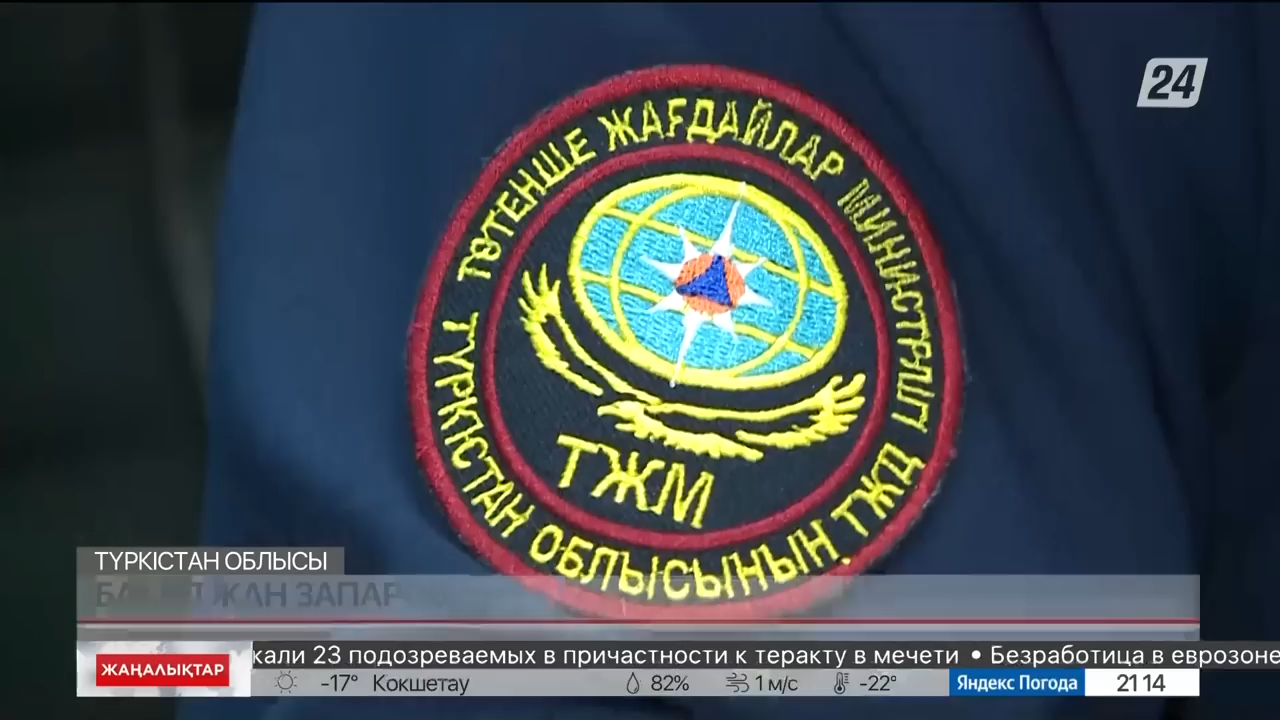 24
ТӨТЕНШЕ ЖАҒДАЙЛАР МИНИСТРЛІГІ
ТҮРКІСТАН ОБЛЫСЫНЫҢ ТЖД
ТЖМ
ТҮРКІСТАН ОБЛЫСЫ
ЗАПАР
ЖАҢАЛЫҚТАР
кали 23 подозреваемых в причастности к теракту в мечети • Безработица в еврозоне
-17° Кокшетау 82% 1 м/с -22° Яндекс Погода 21 14